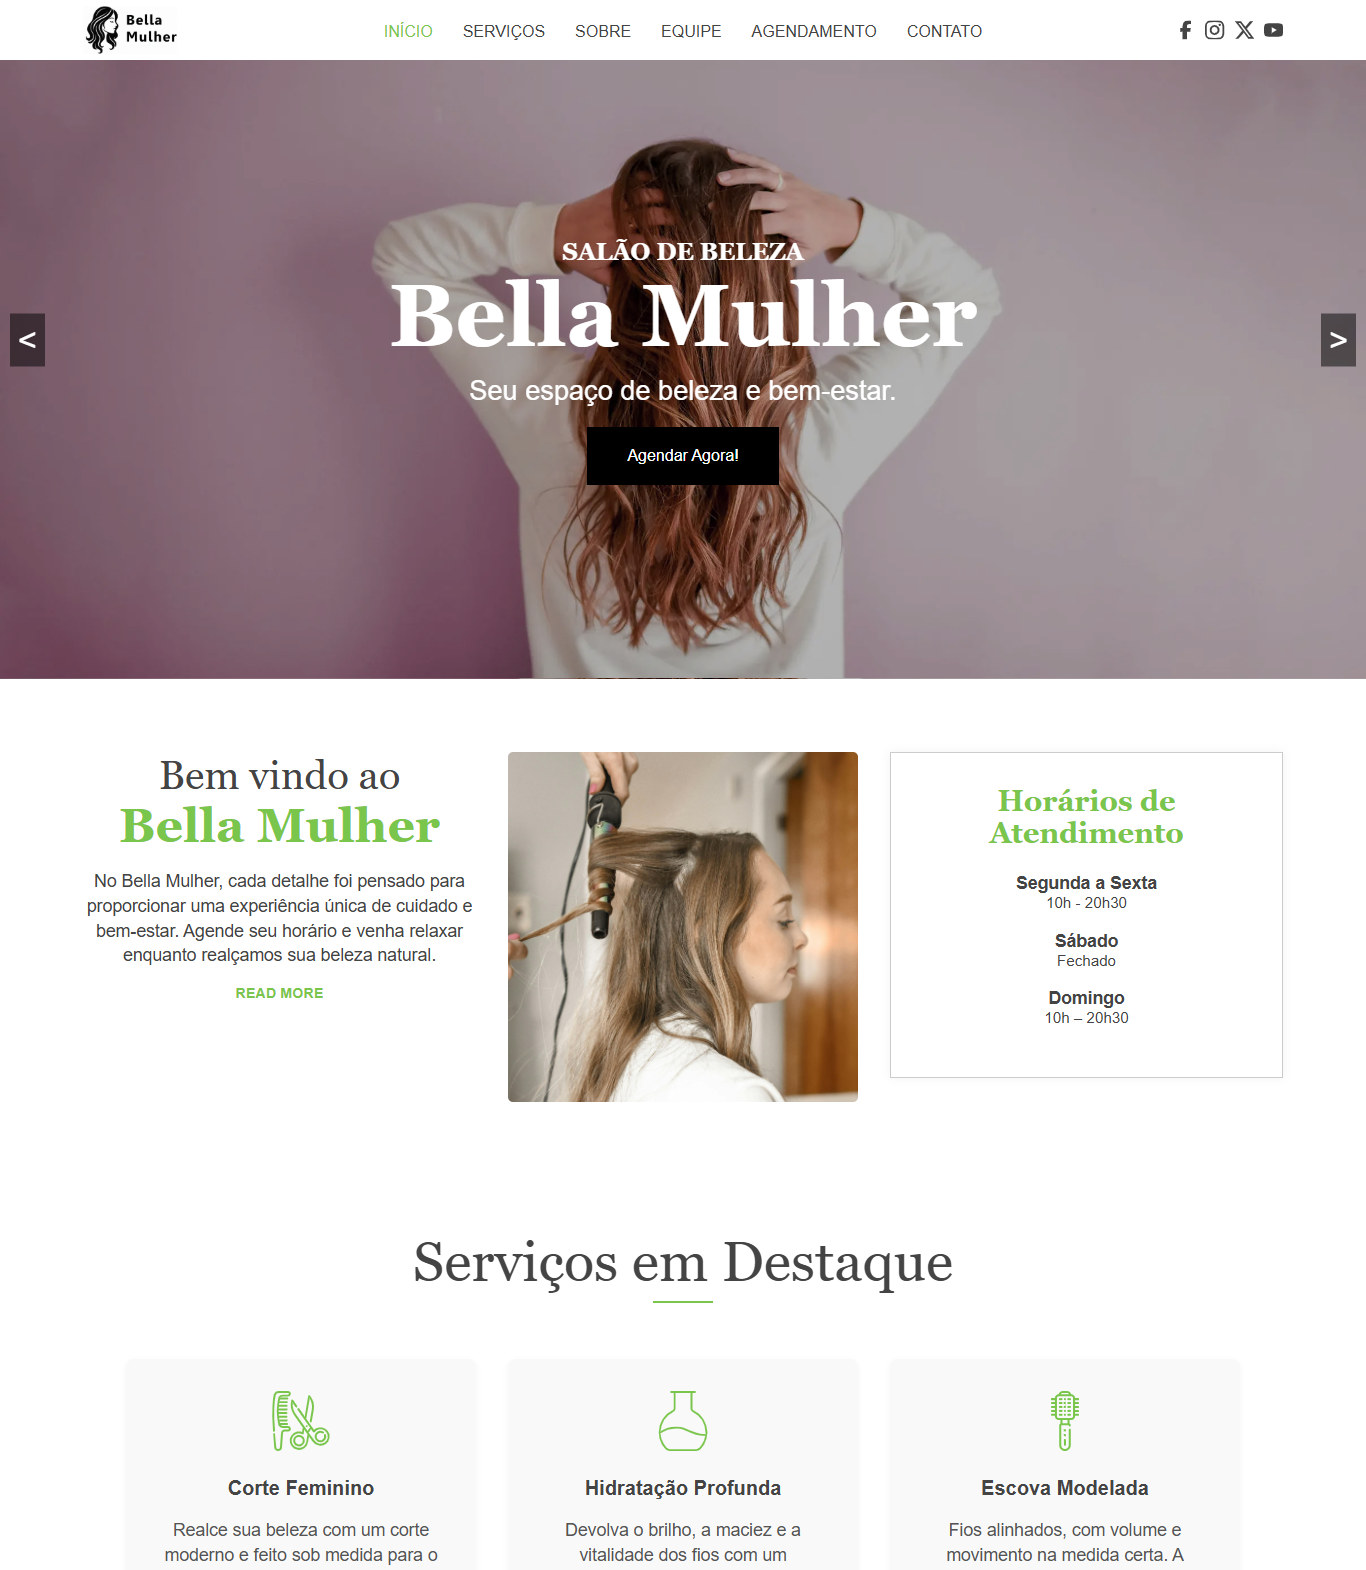 Bella
Mulher
INÍCIO SERVIÇOS SOBRE EQUIPE AGENDAMENTO CONTATO
SALÃO DE BELEZA
Bella Mulher
< >
Seu espaço de beleza e bem-estar.
Agendar Agora!
Bem vindo ao
Bella Mulher
No Bella Mulher, cada detalhe foi pensado para
proporcionar uma experiência única de cuidado e
bem-estar. Agende seu horário e venha relaxar
enquanto realçamos sua beleza natural.
READ MORE
Horários de
Atendimento
Segunda a Sexta
10h - 20h30
Sábado
Fechado
Domingo
10h – 20h30
Serviços em Destaque
Corte Feminino
Realce sua beleza com um corte
moderno e feito sob medida para o
Hidratação Profunda
Devolva o brilho, a maciez e a
vitalidade dos fios com um
Escova Modelada
Fios alinhados, com volume e
movimento na medida certa. A